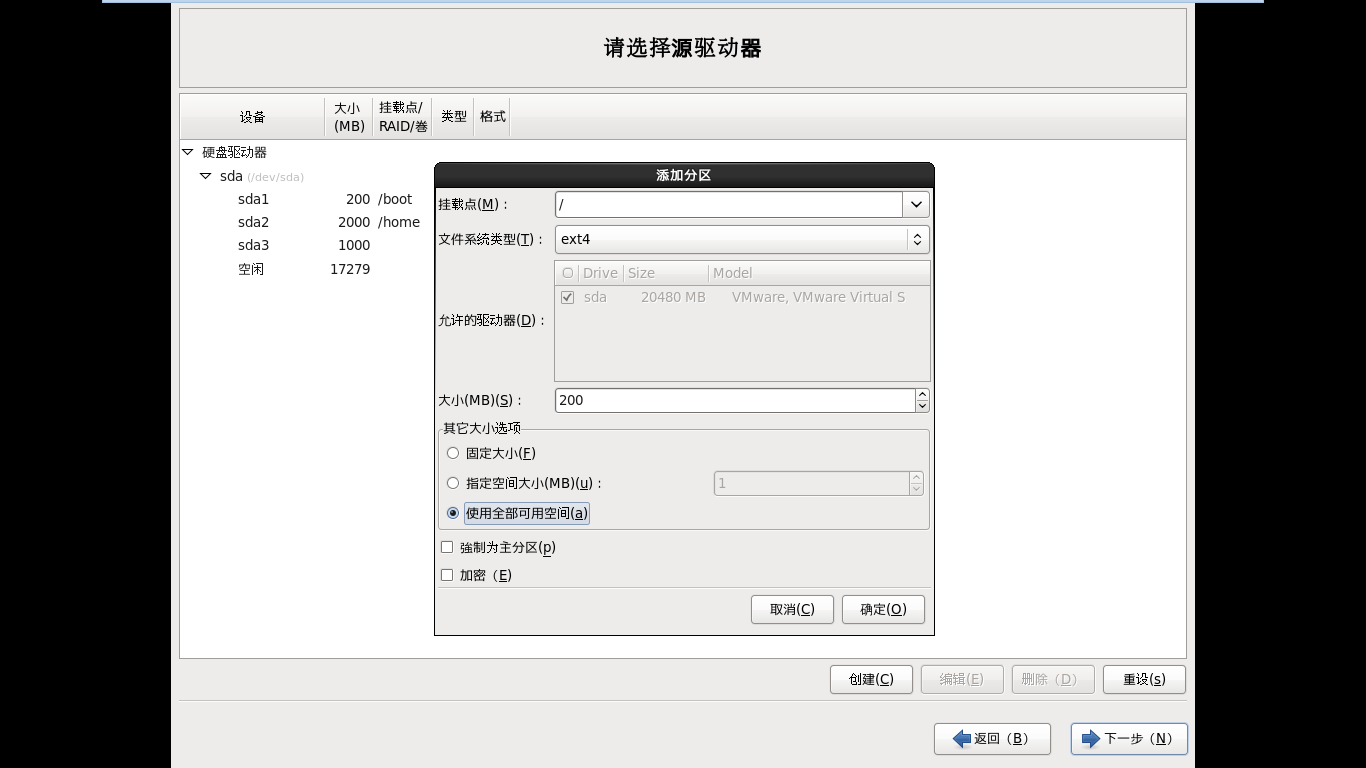 请选择源驱动器
设备 大小 (MB) 挂载点/ RAID/卷 类型 格式
硬盘驱动器
sda (/dev/sda)
sda1 200 /boot
sda2 2000 /home
sda3 1000
空闲 17279
添加分区
挂载点(M)： /
文件系统类型(T)： ext4
Drive Size Model
sda 20480 MB VMware, VMware Virtual S
允许的驱动器(D)：
大小(MB)(S)： 200
其它大小选项
固定大小(F)
指定空间大小(MB)(u)： 1
使用全部可用空间(a)
強制为主分区(p)
加密（E)
取消(C) 确定(O)
创建(C) 编辑(E) 删除（D） 重设(s)
返回（B） 下一步（N）